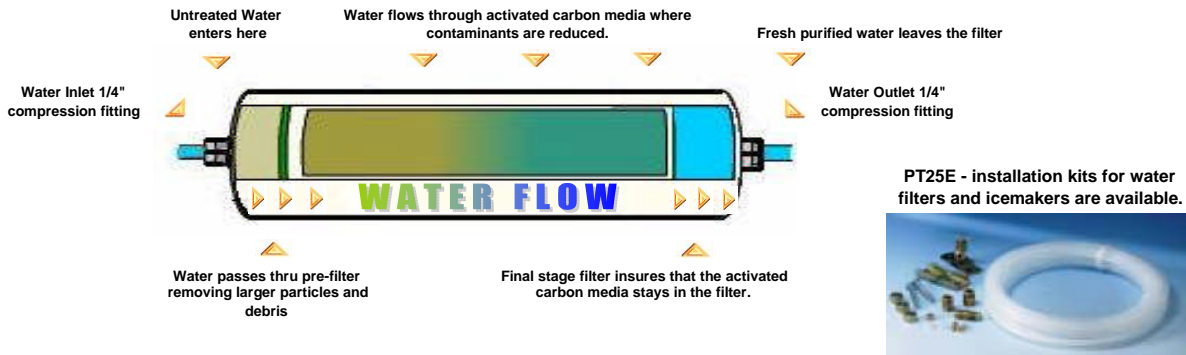 Untreated Water
enters here
Water flows through activated carbon media where
contaminants are reduced.
Fresh purified water leaves the filter
Water Inlet 1/4"
compression fitting
Water Outlet 1/4"
compression fitting
WATER FLOW
PT25E - installation kits for water
filters and icemakers are available.
Water passes thru pre-filter
removing larger particles and
debris
Final stage filter insures that the activated
carbon media stays in the filter.